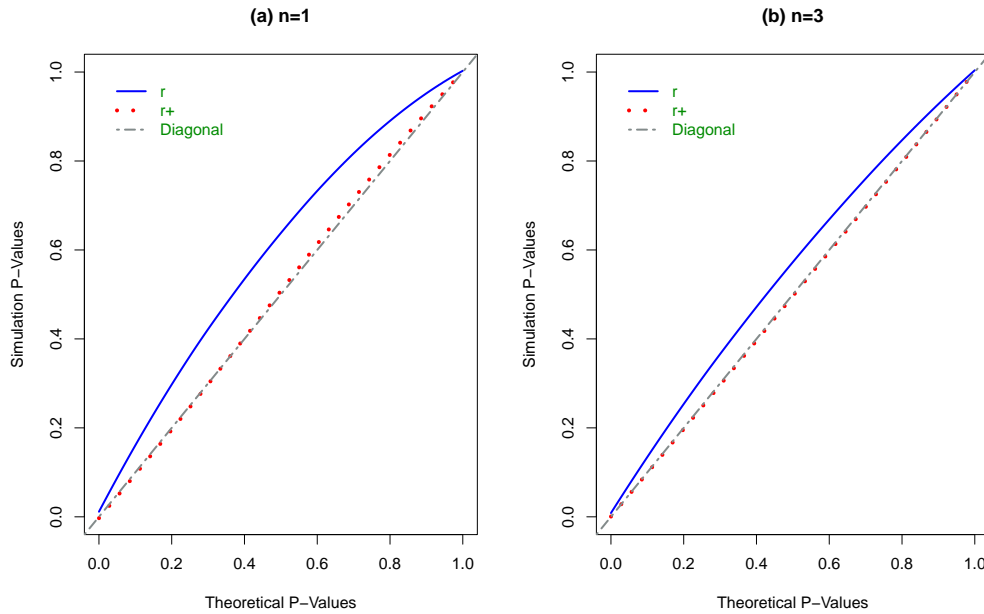 (a) n=1
Simulation P−Values
1.0
0.8
0.6
0.4
0.2
0.0
r
r+
Diagonal
0.0 0.2 0.4 0.6 0.8 1.0
Theoretical P−Values
(b) n=3
Simulation P−Values
1.0
0.8
0.6
0.4
0.2
0.0
r
r+
Diagonal
0.0 0.2 0.4 0.6 0.8 1.0
Theoretical P−Values